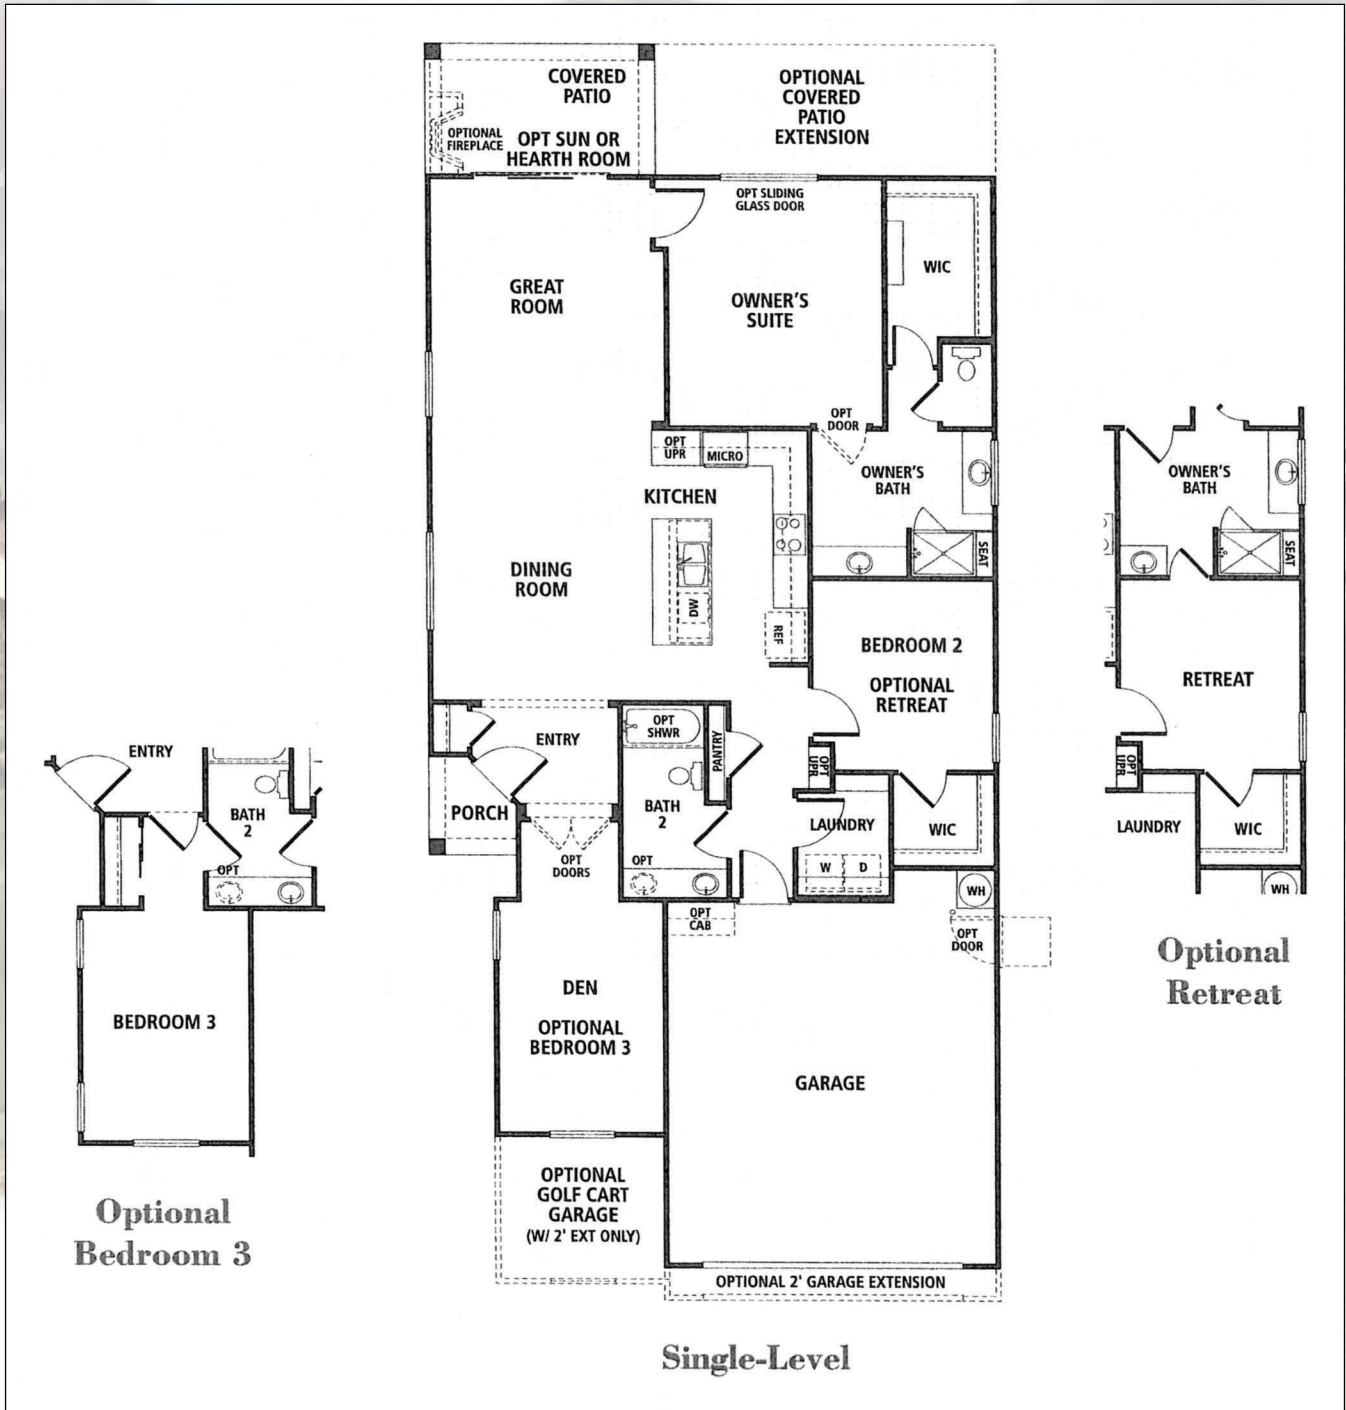 COVERED
PATIO
OPTIONAL
FIREPLACE
OPT SUN OR
HEARTH ROOM
OPTIONAL
COVERED
PATIO
EXTENSION
OPT SLIDING
GLASS DOOR
GREAT
ROOM
OWNER'S
SUITE
WIC
OPT
DOOR
OPT
UPR
MICRO
KITCHEN
OWNER'S
BATH
SEAT
DINING
ROOM
DW
REF
BEDROOM 2
OPTIONAL
RETREAT
ENTRY
OPT
SHWR
PANTRY
OPT
UPR
PORCH
BATH
2
LAUNDRY
WIC
OPT
DOORS
OPT
W
D
WH
OPT
CAB
OPT
DOOR
DEN
OPTIONAL
BEDROOM 3
GARAGE
OPTIONAL
GOLF CART
GARAGE
(W/ 2' EXT ONLY)
OPTIONAL 2' GARAGE EXTENSION
Single-Level
ENTRY
BATH
2
OPT
BEDROOM 3
Optional
Bedroom 3
OWNER'S
BATH
SEAT
RETREAT
OPT
UPR
LAUNDRY
WIC
WH
Optional
Retreat